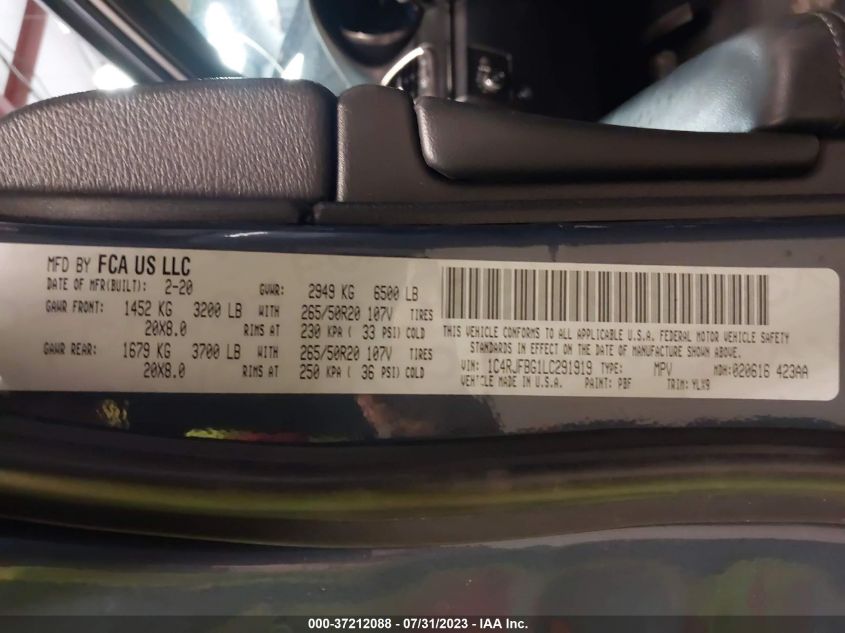 MFD BY FCA US LLC
DATE OF MFR(BUILT): 2-20 GVWR: 2949 KG 6500 LB
GAWR FRONT: 1452 KG 3200 LB WITH 265/50R20 107V TIRES
20X8.0 RIMS AT 230 KPA ( 33 PSI) COLD
GAWR REAR: 1679 KG 3700 LB WITH 265/50R20 107V TIRES
20X8.0 RIMS AT 250 KPA ( 36 PSI) COLD
THIS VEHICLE CONFORMS TO ALL APPLICABLE U.S.A. FEDERAL MOTOR VEHICLE SAFETY
STANDARDS IN EFFECT ON THE DATE OF MANUFACTURE SHOWN ABOVE.
VIN: 1C4RJFBG1LC291919 TYPE: MPV MDH:020616 423AA
VEHICLE MADE IN U.S.A. PAINT: PBF TRIM: YLX9
000-37212088 - 07/31/2023 - IAA Inc.